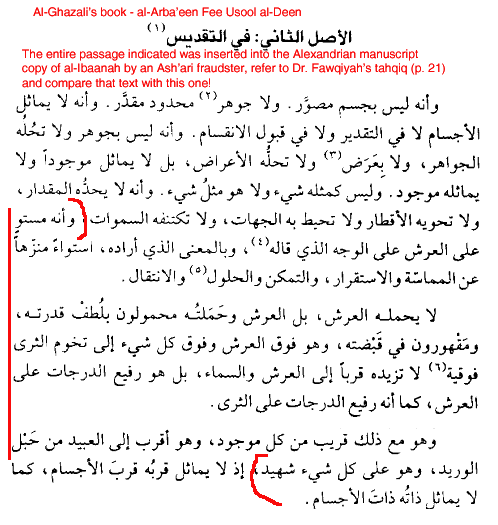 Al-Ghazali's book - al-Arba'een Fee Usool al-Deen
الأصل الثاني: في التقديس (١)
The entire passage indicated was inserted into the Alexandrian manuscript
copy of al-Ibaanah by an Ash'ari fraudster, refer to Dr. Fawqiyah's tahqiq (p. 21)
and compare that text with this one!
وأنه ليس بجسم مصوَّر. ولا جوهر (٢) محدود مقدَّر. وأنه لا يماثل
الأجسام لا في التقدير ولا في قبول الانقسام. وأنه ليس بجوهر ولا تحُلُّه
الجواهر، ولا بِعَرَض (٣) ولا تحلُّه الأعراض، بل لا يماثل موجوداً ولا
يماثله موجود. وليس كمثله شيء ولا هو مثلُ شيء. وأنه لا يحدُّه المقدار،
ولا تحويه الأقطار ولا تحيط به الجهات، ولا تكتنفه السموات، وأنه مستو
على العرش على الوجه الذي قاله (٤)، وبالمعنى الذي أراده، استواءً منزَّهاً
عن المماسَّة والاستقرار، والتمكن والحلول (٥) والانتقال.
لا يحملـه العرش، بل العرش وحَمَلتُـه محمولون بلُطفْ قدرتـه،
ومَقْهورون في قَبْضته، وهو فوق العرش وفوق كل شيء إلى تخوم الثرى
فوقية (٦) لا تزيده قرباً إلى العرش والسماء، بل هو رفيع الدرجات على
العرش، كما أنه رفيع الدرجات على الثرى.
وهو مع ذلك قريب من كل موجود، وهو أقرب إلى العبيد من حَبْل
الوريد، وهو على كل شيء شهيد، إذ لا يماثل قربُه قربَ الأجسام، كما
لا يماثل ذاتُه ذاتَ الأجسام.